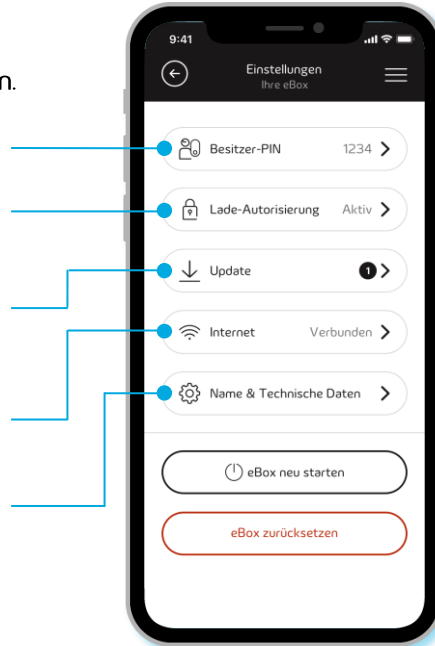 n.
9:41
Einstellungen
Ihre eBox
Besitzer-PIN 1234
Lade-Autorisierung Aktiv
Update 1
Internet Verbunden
Name & Technische Daten
eBox neu starten
eBox zurücksetzen